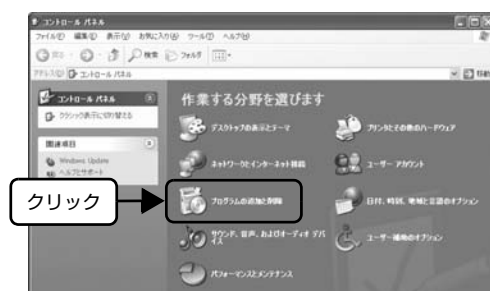 コントロール パネル
ファイル(F) 編集(E) 表示(V) お気に入り(A) ツール(T) ヘルプ(H)
戻る 検索 フォルダ
アドレス(D) コントロール パネル 移動
コントロール パネル
クラシック表示に切り替える
関連項目
Windows Update
ヘルプとサポート
作業する分野を選びます
デスクトップの表示とテーマ
プリンタとその他のハードウェア
ネットワークとインターネット接続
ユーザー アカウント
クリック
プログラムの追加と削除
日付、時刻、地域と言語のオプション
サウンド、音声、およびオーディオ デバイス
ユーザー補助のオプション
パフォーマンスとメンテナンス